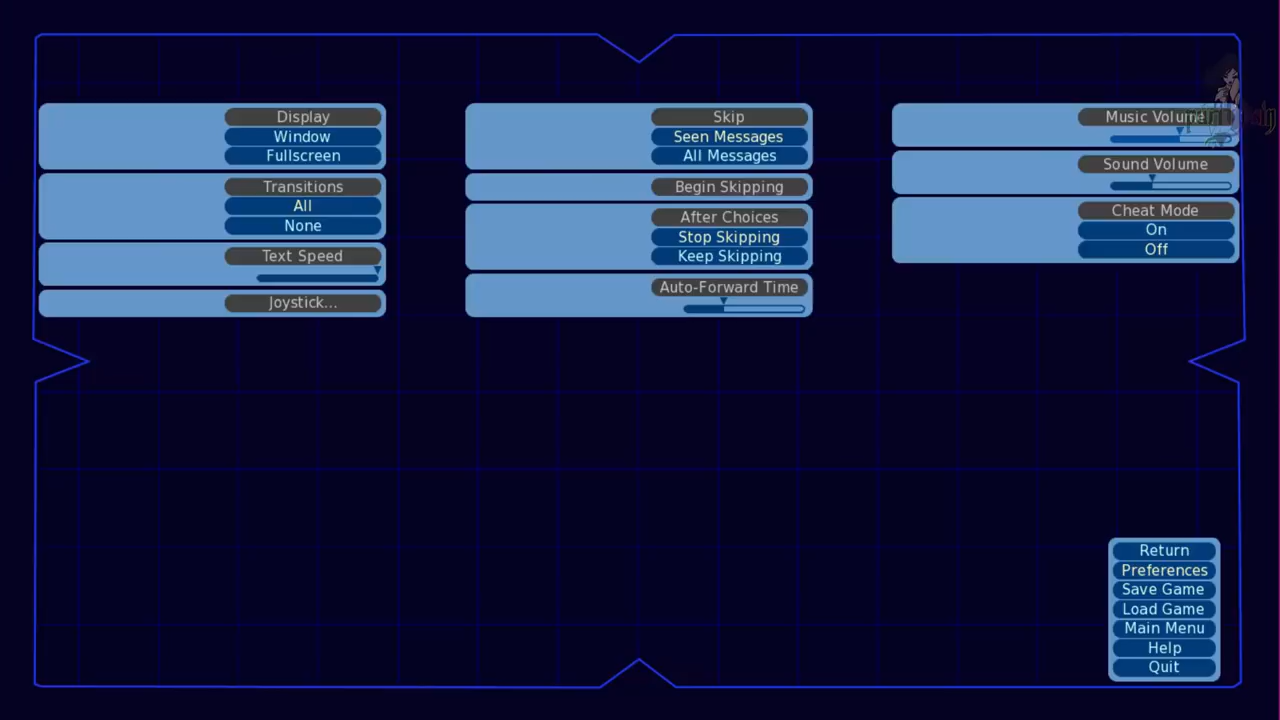 Display
Window
Fullscreen
Transitions
All
None
Text Speed
Joystick...
Skip
Seen Messages
All Messages
Begin Skipping
After Choices
Stop Skipping
Keep Skipping
Auto-Forward Time
Music Volume
Sound Volume
Cheat Mode
On
Off
Return
Preferences
Save Game
Load Game
Main Menu
Help
Quit